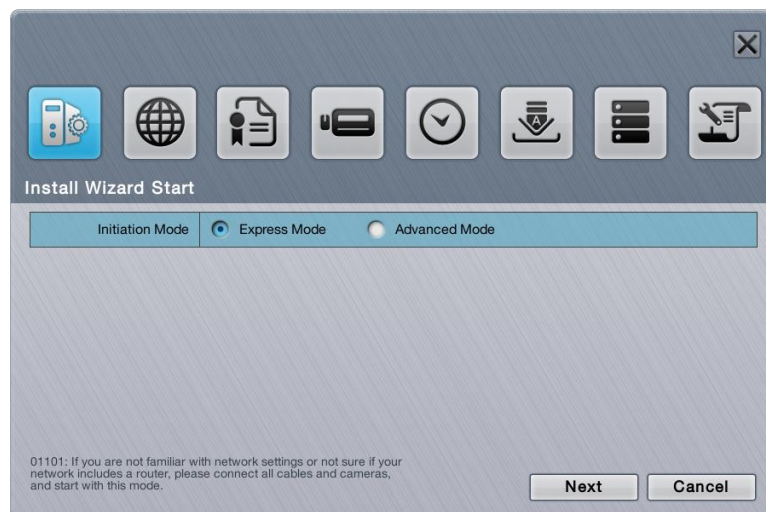 Install Wizard Start
Initiation Mode
Express Mode
Advanced Mode
01101: If you are not familiar with network settings or not sure if your
network includes a router, please connect all cables and cameras,
and start with this mode.
Next
Cancel